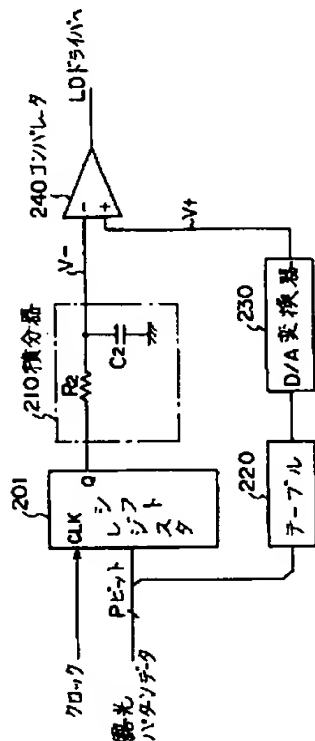 クロック
露光
パタンデータ
Pビット
201
CLK
シフト
レジスタ
Q
210積分器
R2
C2
V-
240コンパレータ
-
+
LDドライバへ
V+
220
テーブル
230
D/A変換器